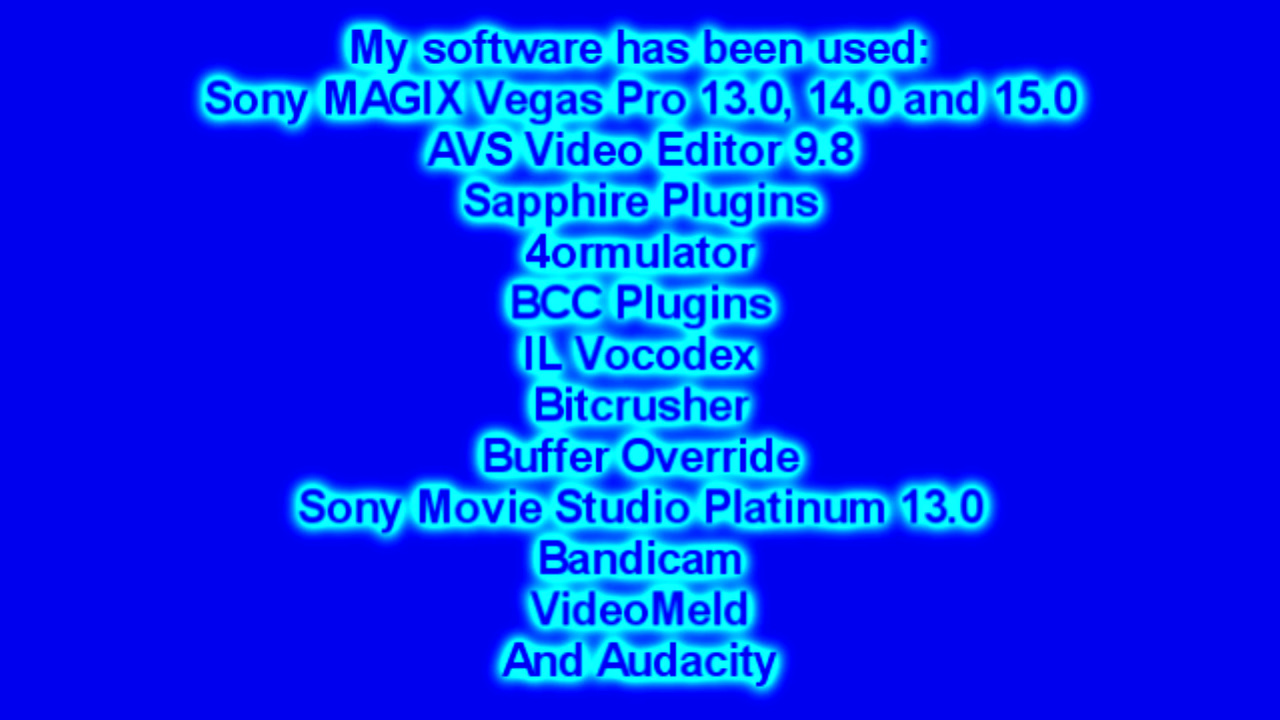 My software has been used:
Sony MAGIX Vegas Pro 13.0, 14.0 and 15.0
AVS Video Editor 9.8
Sapphire Plugins
4ormulator
BCC Plugins
IL Vocodex
Bitcrusher
Buffer Override
Sony Movie Studio Platinum 13.0
Bandicam
VideoMeld
And Audacity